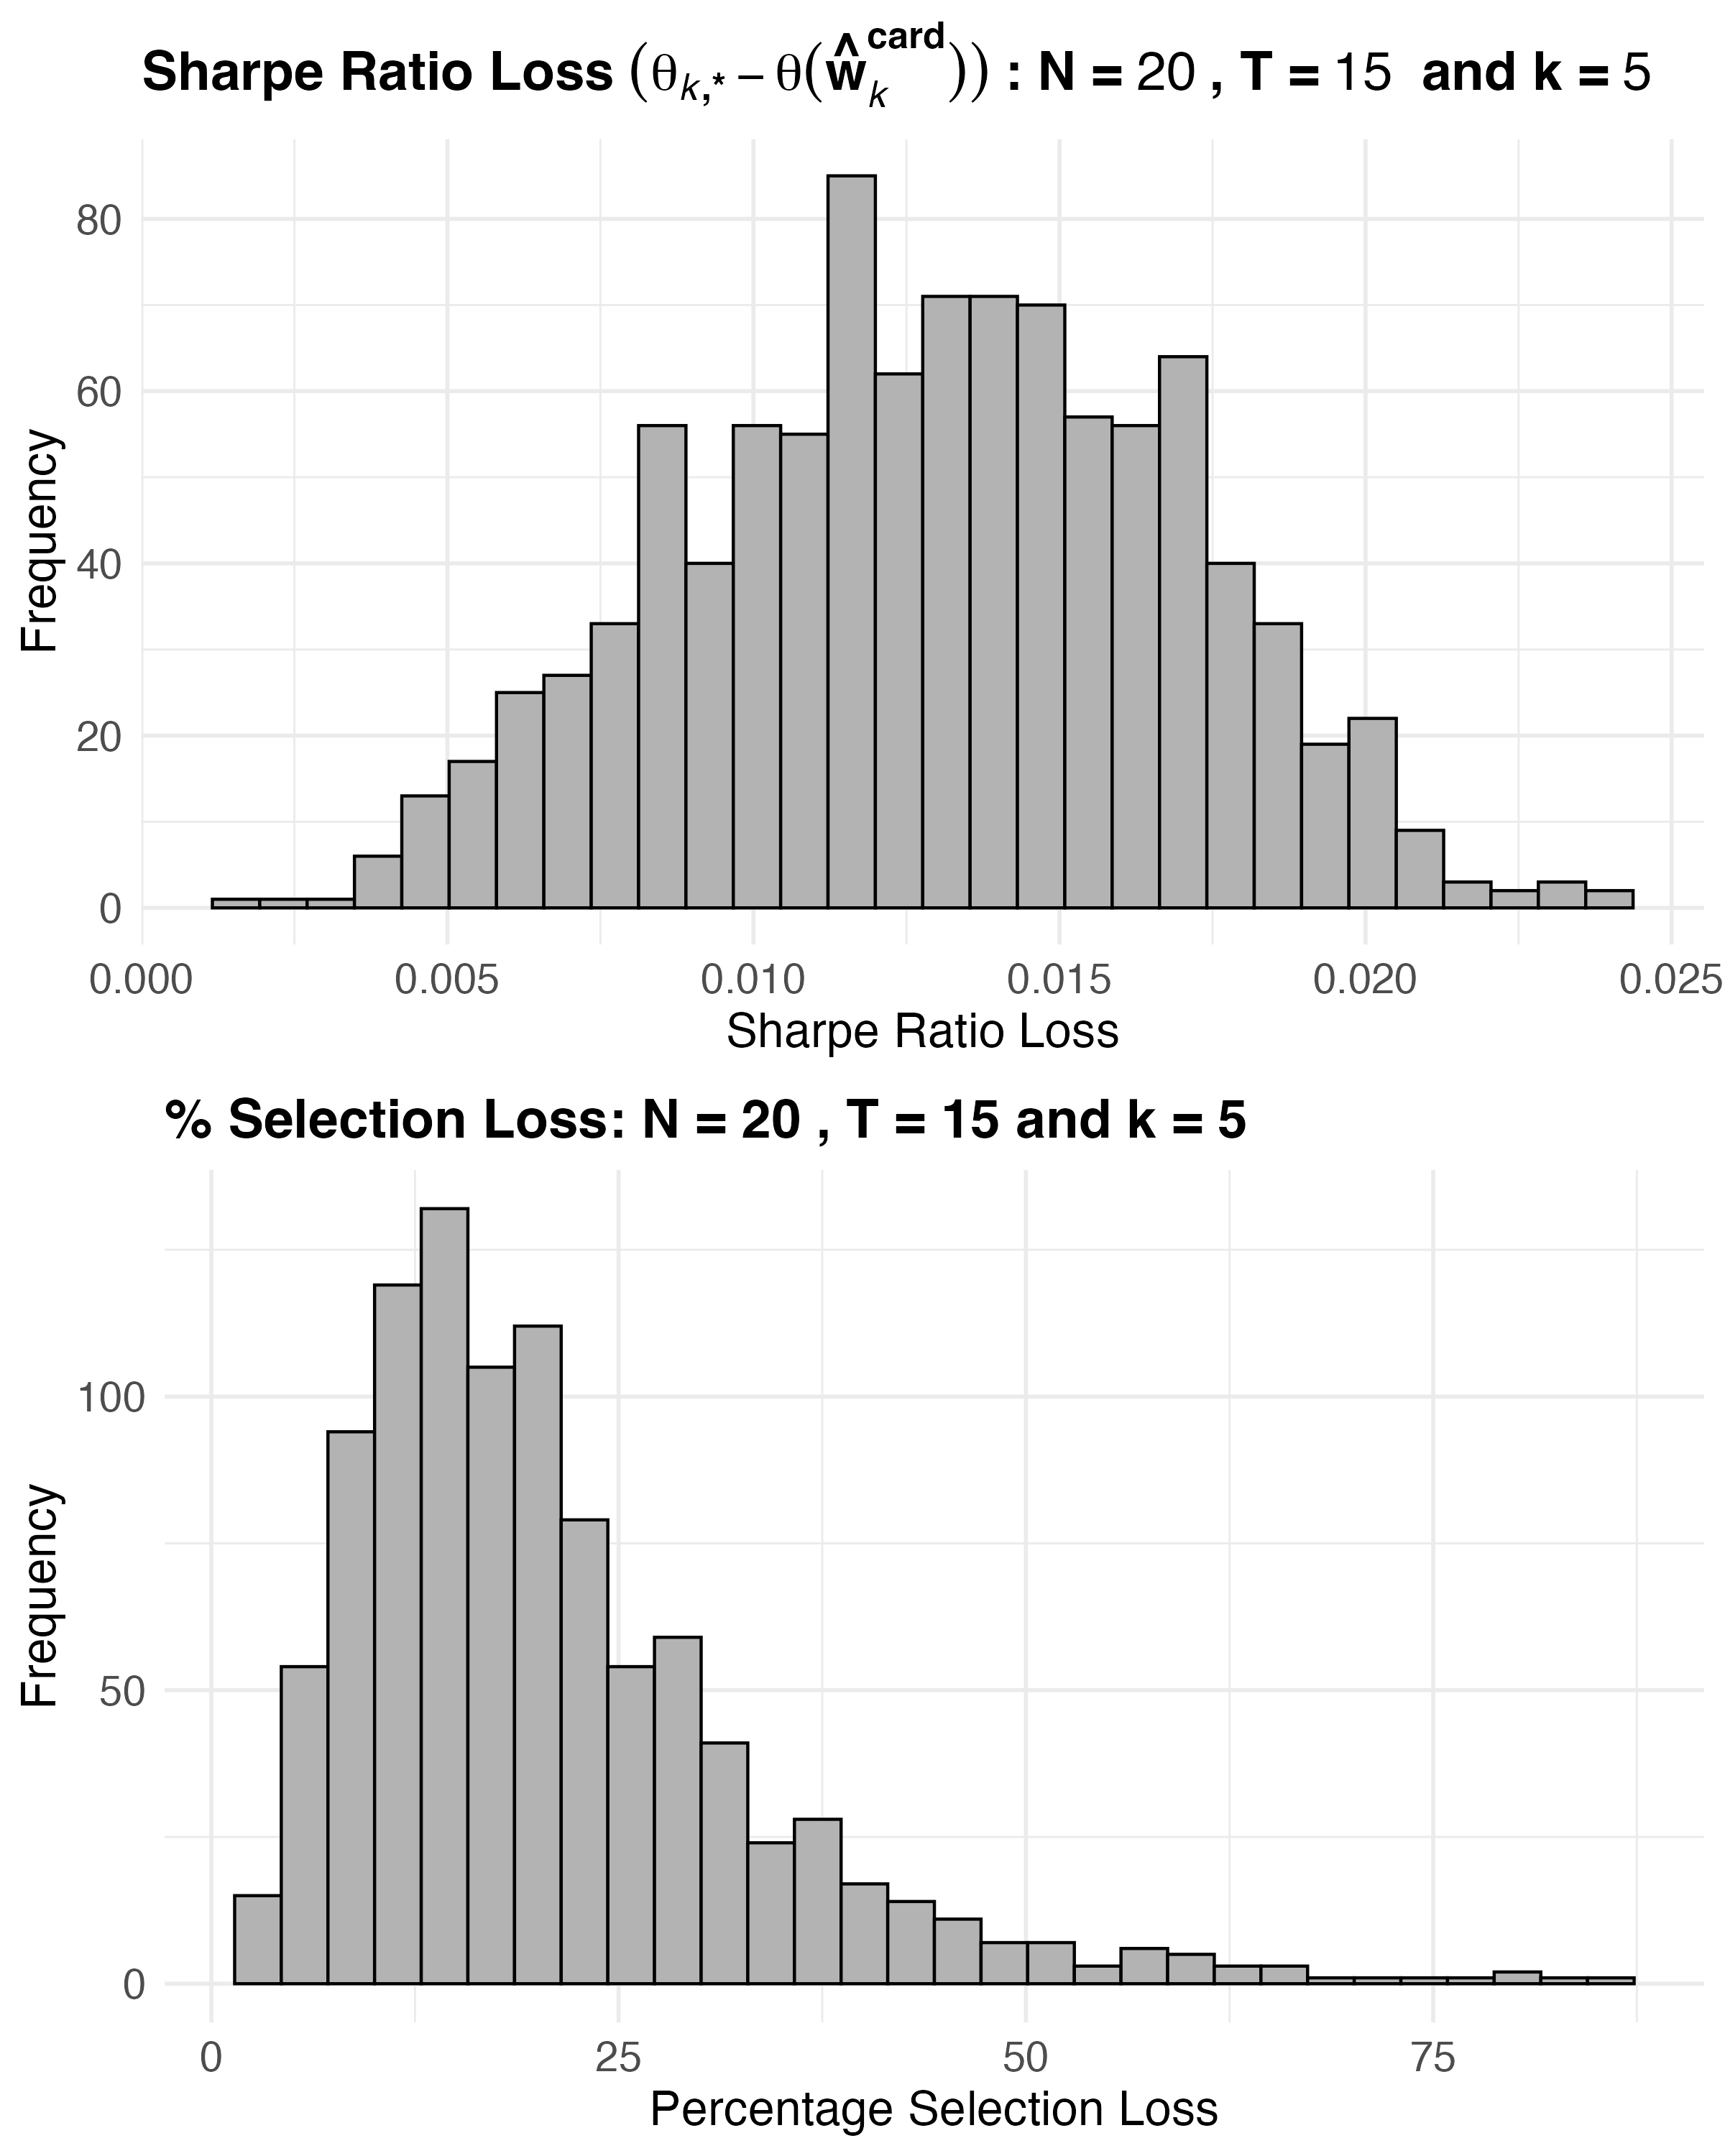 Sharpe Ratio Loss (θk,* − θ(ŵk^card)) : N = 20 , T = 15 and k = 5
Frequency
80
60
40
20
0
0.000 0.005 0.010 0.015 0.020 0.025
Sharpe Ratio Loss
% Selection Loss: N = 20 , T = 15 and k = 5
Frequency
100
50
0
0 25 50 75
Percentage Selection Loss